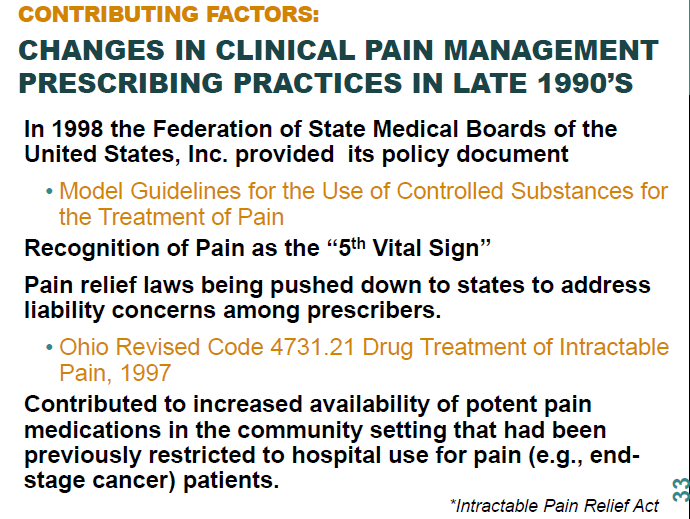 CONTRIBUTING FACTORS:
CHANGES IN CLINICAL PAIN MANAGEMENT
PRESCRIBING PRACTICES IN LATE 1990’S
In 1998 the Federation of State Medical Boards of the
United States, Inc. provided its policy document
• Model Guidelines for the Use of Controlled Substances for
the Treatment of Pain
Recognition of Pain as the “5th Vital Sign”
Pain relief laws being pushed down to states to address
liability concerns among prescribers.
• Ohio Revised Code 4731.21 Drug Treatment of Intractable
Pain, 1997
Contributed to increased availability of potent pain
medications in the community setting that had been
previously restricted to hospital use for pain (e.g., end-
stage cancer) patients.
*Intractable Pain Relief Act
33